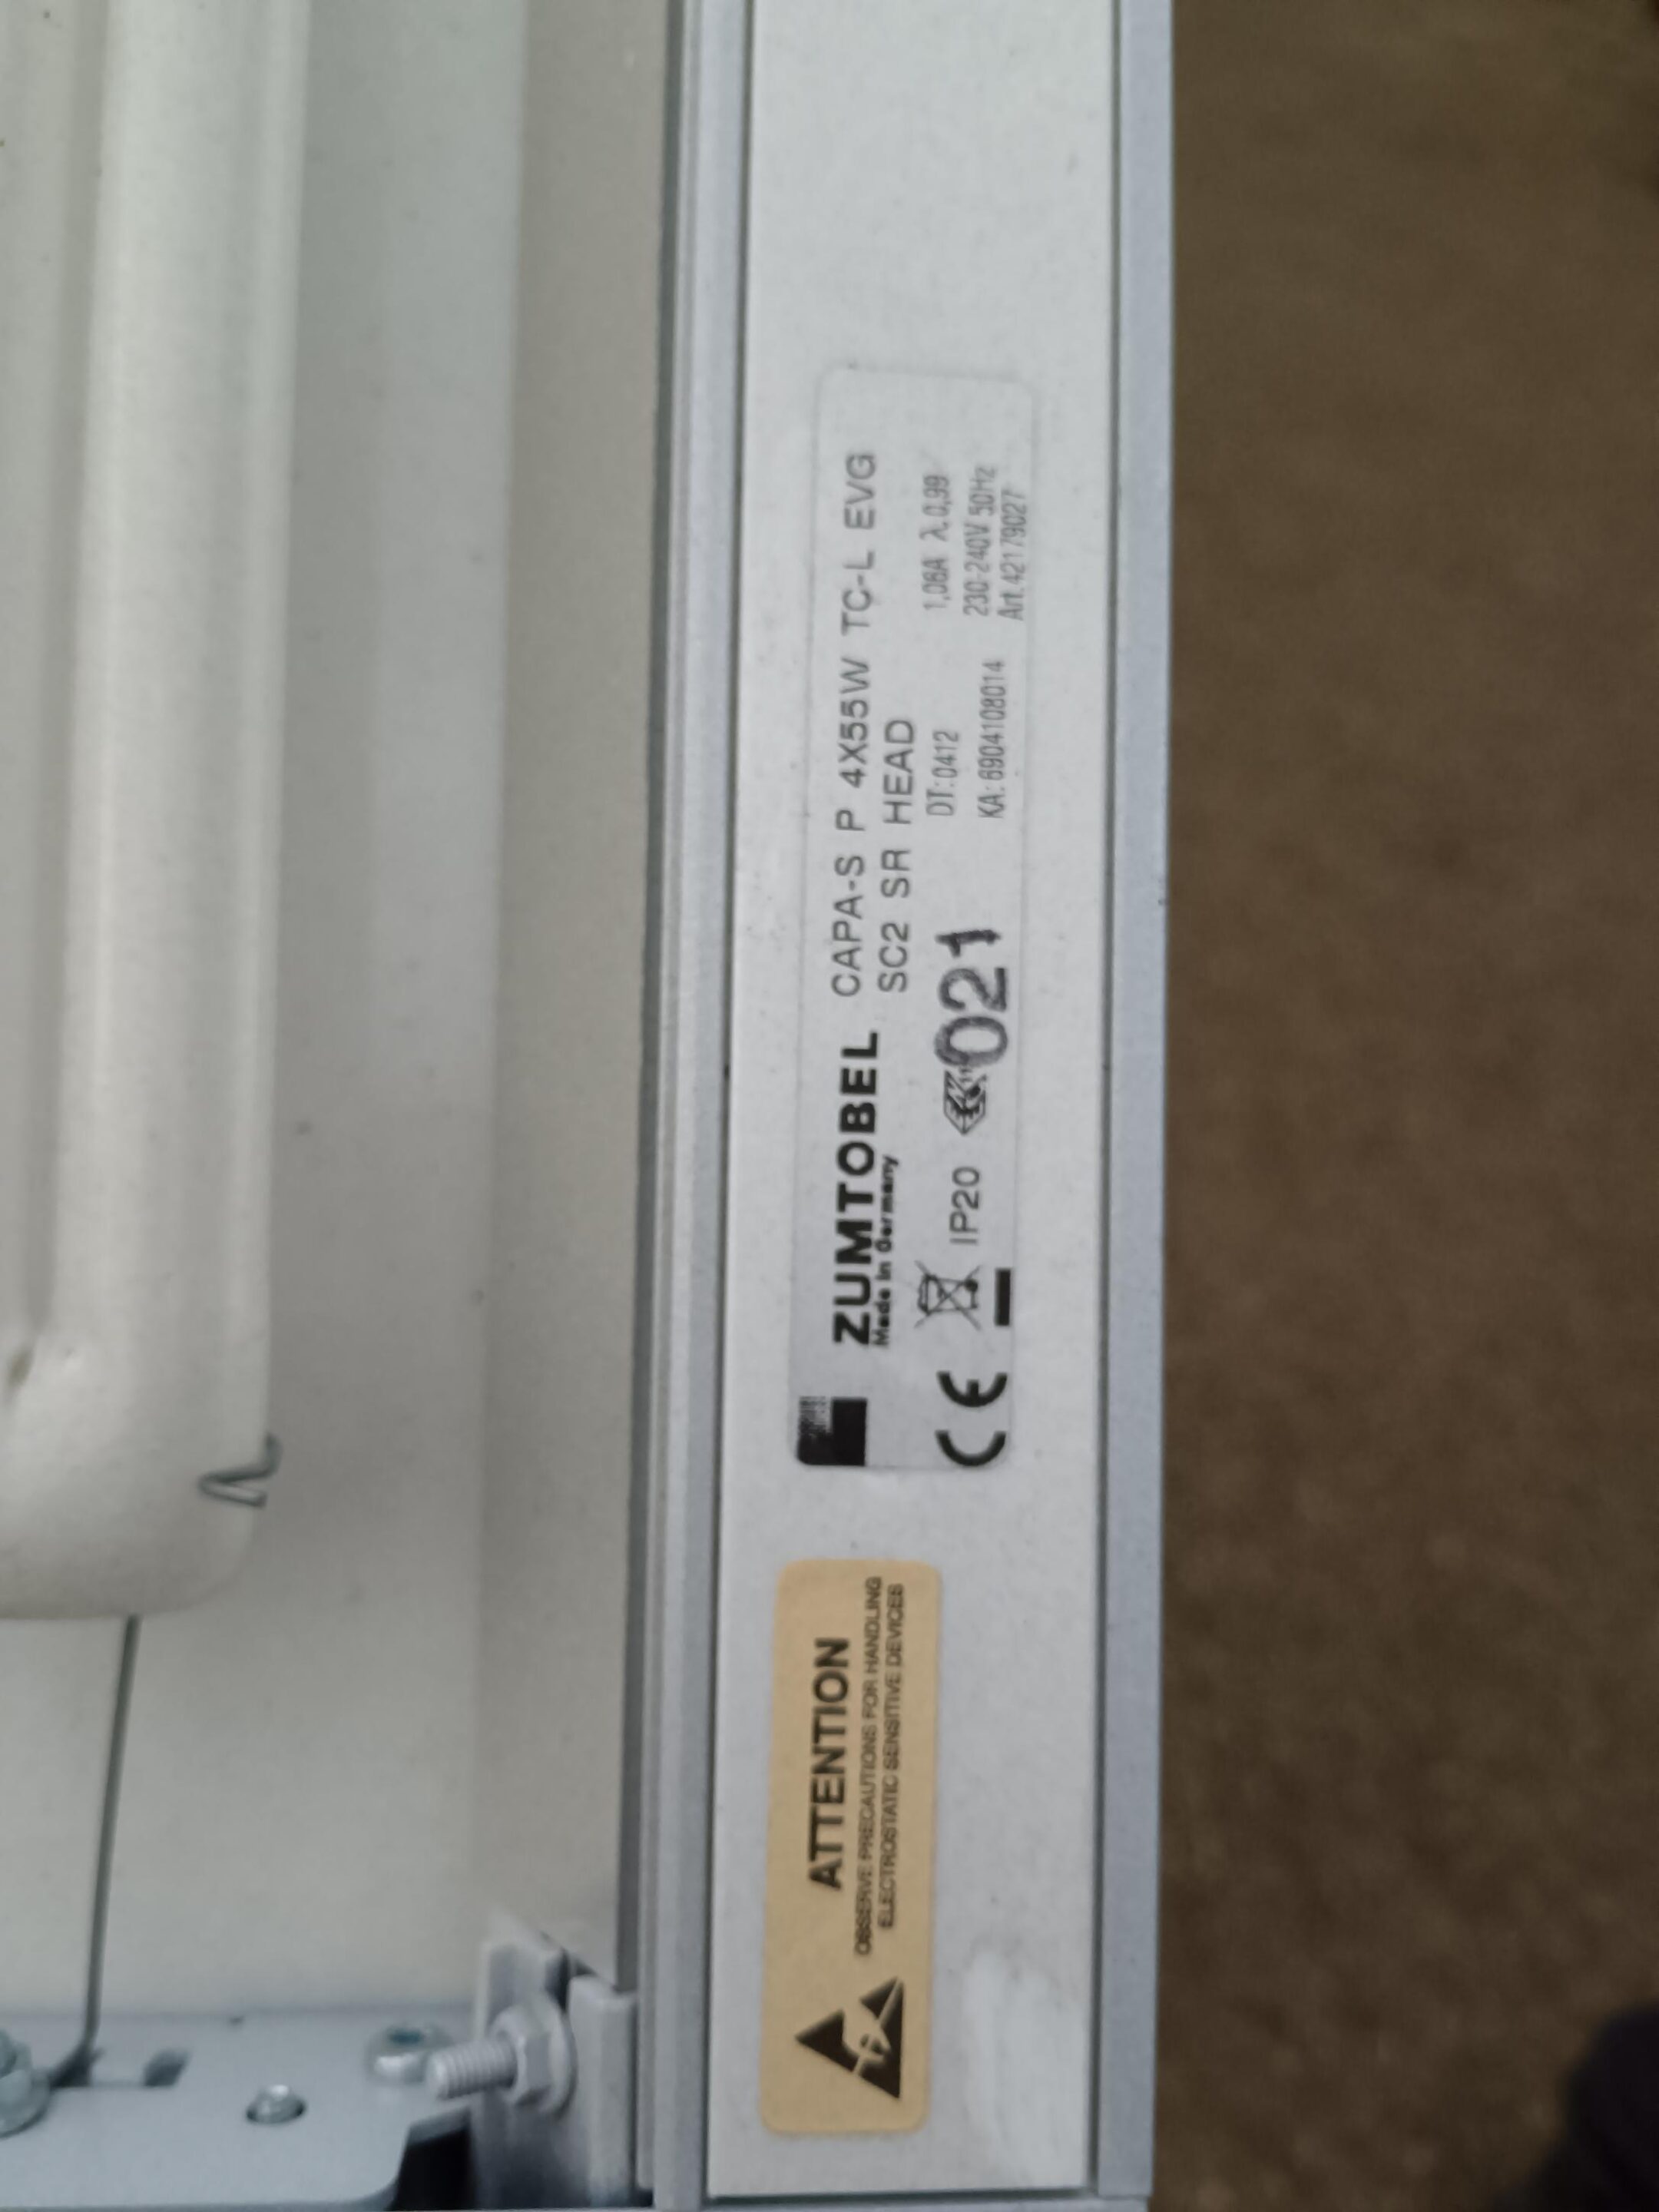 ZUMTOBEL CAPA-S P 4X55W TC-L EVG
Made in Germany SC2 SR HEAD
DT:0412 1,06A λ 0,99
IP20 021 KA: 6904108014 230-240V 50Hz
Art. 42179027
CE
ATTENTION
OBSERVE PRECAUTIONS FOR HANDLING
ELECTROSTATIC SENSITIVE DEVICES